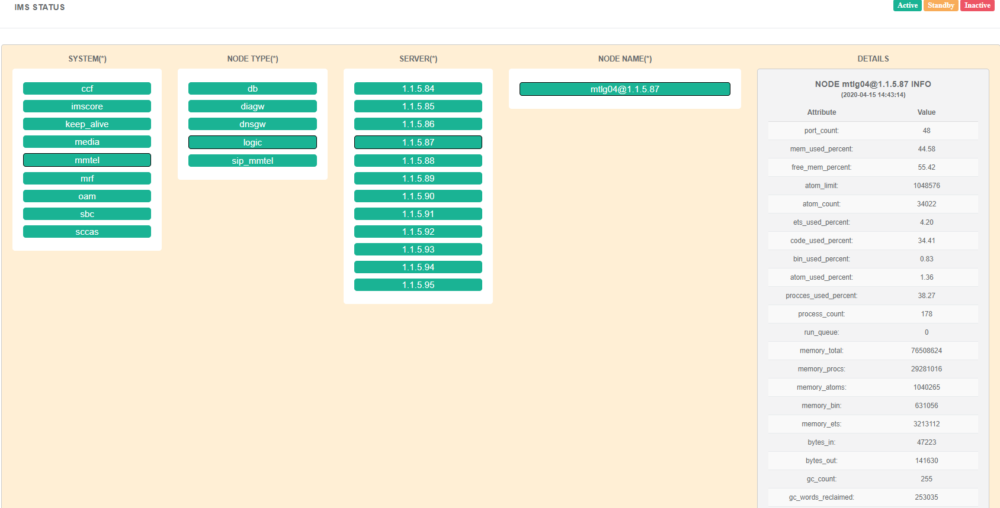 IMS STATUS
Active Standby Inactive
SYSTEM(*)
ccf
imscore
keep_alive
media
mmtel
mrf
oam
sbc
sccas
NODE TYPE(*)
db
diagw
dnsgw
logic
sip_mmtel
SERVER(*)
1.1.5.84
1.1.5.85
1.1.5.86
1.1.5.87
1.1.5.88
1.1.5.89
1.1.5.90
1.1.5.91
1.1.5.92
1.1.5.93
1.1.5.94
1.1.5.95
NODE NAME(*)
mtlg04@1.1.5.87
DETAILS
NODE mtlg04@1.1.5.87 INFO
(2020-04-15 14:43:14)
Attribute Value
port_count: 48
mem_used_percent: 44.58
free_mem_percent: 55.42
atom_limit: 1048576
atom_count: 34022
ets_used_percent: 4.20
code_used_percent: 34.41
bin_used_percent: 0.83
atom_used_percent: 1.36
procces_used_percent: 38.27
process_count: 178
run_queue: 0
memory_total: 76508624
memory_procs: 29281016
memory_atoms: 1040265
memory_bin: 631056
memory_ets: 3213112
bytes_in: 47223
bytes_out: 141630
gc_count: 255
gc_words_reclaimed: 253035